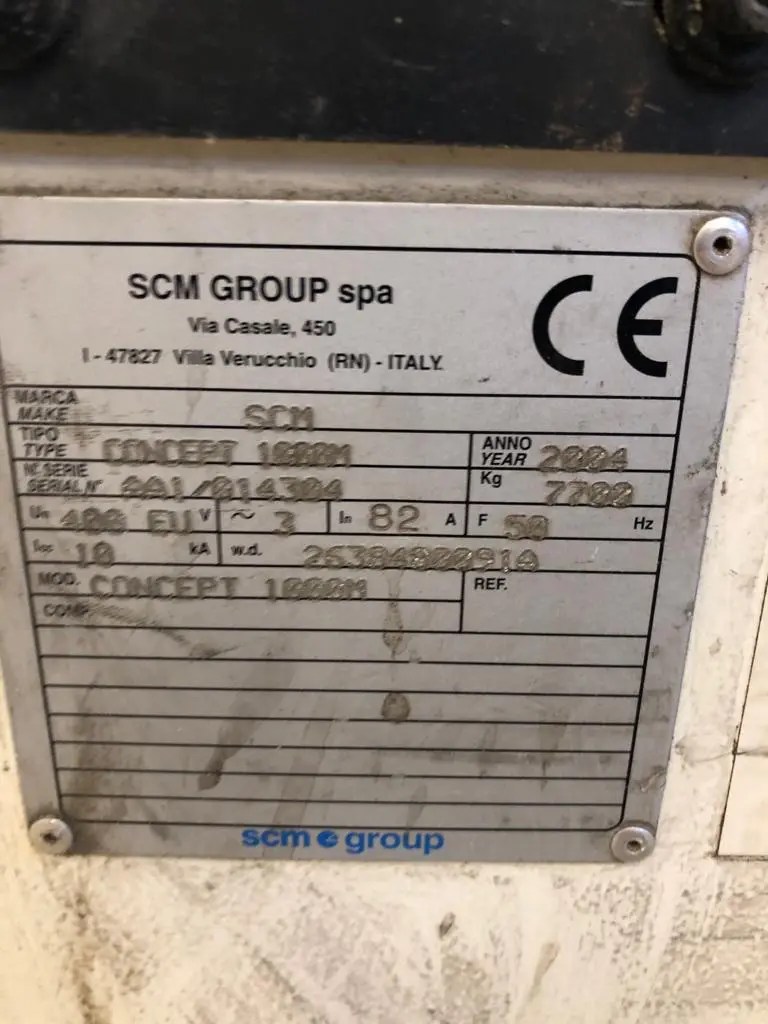 SCM GROUP spa
Via Casale, 450
I - 47827 Villa Verucchio (RN) - ITALY
CE
MARCA
MAKE SCM
TIPO
TYPE CONCEPT 1000M
ANNO
YEAR 2004
N° SERIE
SERIAL N° AA1/014304
Kg 7700
Un 400 EU V ~ 3 In 82 A F 50 Hz
Icc 10 kA w.d.
MOD. CONCEPT 1000M REF.
COMP.
scm group